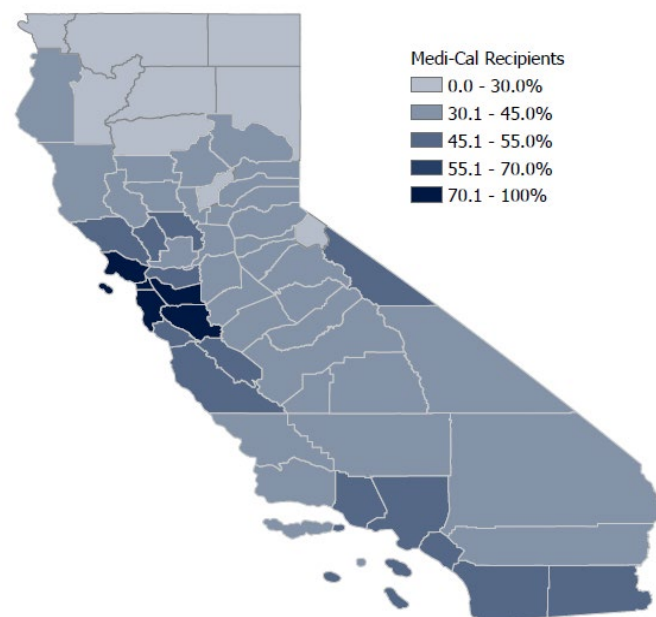 Medi-Cal Recipients
0.0 - 30.0%
30.1 - 45.0%
45.1 - 55.0%
55.1 - 70.0%
70.1 - 100%